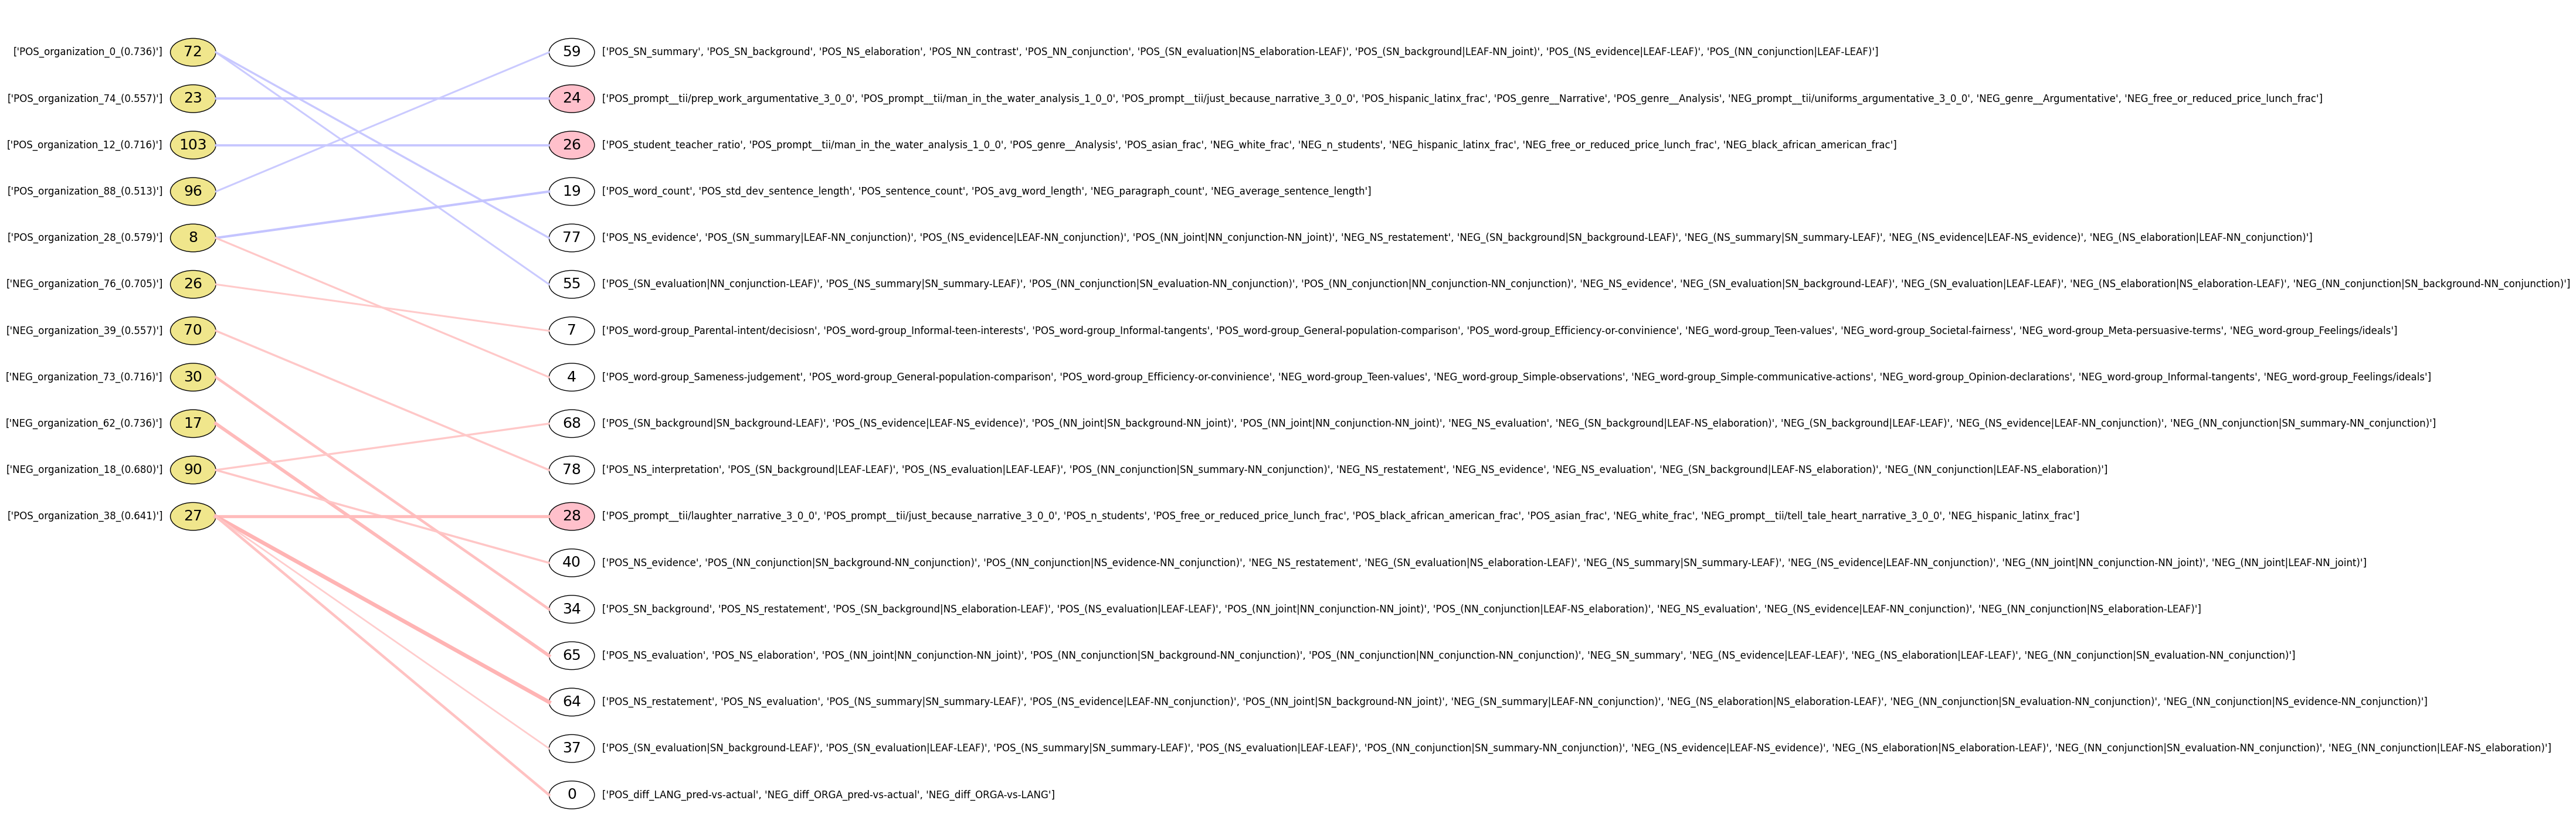 ['POS_organization_0_(0.736)'] 72 59 ['POS_SN_summary', 'POS_SN_background', 'POS_NS_elaboration', 'POS_NN_contrast', 'POS_NN_conjunction', 'POS_(SN_evaluation|NS_elaboration-LEAF)', 'POS_(SN_background|LEAF-NN_joint)', 'POS_(NS_evidence|LEAF-LEAF)', 'POS_(NN_conjunction|LEAF-LEAF)']
['POS_organization_74_(0.557)'] 23 24 ['POS_prompt__tii/prep_work_argumentative_3_0_0', 'POS_prompt__tii/man_in_the_water_analysis_1_0_0', 'POS_prompt__tii/just_because_narrative_3_0_0', 'POS_hispanic_latinx_frac', 'POS_genre__Narrative', 'POS_genre__Analysis', 'NEG_prompt__tii/uniforms_argumentative_3_0_0', 'NEG_genre__Argumentative', 'NEG_free_or_reduced_price_lunch_frac']
['POS_organization_12_(0.716)'] 103 26 ['POS_student_teacher_ratio', 'POS_prompt__tii/man_in_the_water_analysis_1_0_0', 'POS_genre__Analysis', 'POS_asian_frac', 'NEG_white_frac', 'NEG_n_students', 'NEG_hispanic_latinx_frac', 'NEG_free_or_reduced_price_lunch_frac', 'NEG_black_african_american_frac']
['POS_organization_88_(0.513)'] 96 19 ['POS_word_count', 'POS_std_dev_sentence_length', 'POS_sentence_count', 'POS_avg_word_length', 'NEG_paragraph_count', 'NEG_average_sentence_length']
['POS_organization_28_(0.579)'] 8 77 ['POS_NS_evidence', 'POS_(SN_summary|LEAF-NN_conjunction)', 'POS_(NS_evidence|LEAF-NN_conjunction)', 'POS_(NN_joint|NN_conjunction-NN_joint)', 'NEG_NS_restatement', 'NEG_(SN_background|SN_background-LEAF)', 'NEG_(NS_summary|SN_summary-LEAF)', 'NEG_(NS_evidence|LEAF-NS_evidence)', 'NEG_(NS_elaboration|LEAF-NN_conjunction)']
['NEG_organization_76_(0.705)'] 26 55 ['POS_(SN_evaluation|NN_conjunction-LEAF)', 'POS_(NS_summary|SN_summary-LEAF)', 'POS_(NN_conjunction|SN_evaluation-NN_conjunction)', 'POS_(NN_conjunction|NN_conjunction-NN_conjunction)', 'NEG_NS_evidence', 'NEG_(SN_evaluation|SN_background-LEAF)', 'NEG_(SN_evaluation|LEAF-LEAF)', 'NEG_(NS_elaboration|NS_elaboration-LEAF)', 'NEG_(NN_conjunction|SN_background-NN_conjunction)']
['NEG_organization_39_(0.557)'] 70 7 ['POS_word-group_Parental-intent/decisiosn', 'POS_word-group_Informal-teen-interests', 'POS_word-group_Informal-tangents', 'POS_word-group_General-population-comparison', 'POS_word-group_Efficiency-or-convinience', 'NEG_word-group_Teen-values', 'NEG_word-group_Societal-fairness', 'NEG_word-group_Meta-persuasive-terms', 'NEG_word-group_Feelings/ideals']
['NEG_organization_73_(0.716)'] 30 4 ['POS_word-group_Sameness-judgement', 'POS_word-group_General-population-comparison', 'POS_word-group_Efficiency-or-convinience', 'NEG_word-group_Teen-values', 'NEG_word-group_Simple-observations', 'NEG_word-group_Simple-communicative-actions', 'NEG_word-group_Opinion-declarations', 'NEG_word-group_Informal-tangents', 'NEG_word-group_Feelings/ideals']
['NEG_organization_62_(0.736)'] 17 68 ['POS_(SN_background|SN_background-LEAF)', 'POS_(NS_evidence|LEAF-NS_evidence)', 'POS_(NN_joint|SN_background-NN_joint)', 'POS_(NN_joint|NN_conjunction-NN_joint)', 'NEG_NS_evaluation', 'NEG_(SN_background|LEAF-NS_elaboration)', 'NEG_(SN_background|LEAF-LEAF)', 'NEG_(NS_evidence|LEAF-NN_conjunction)', 'NEG_(NN_conjunction|SN_summary-NN_conjunction)']
['NEG_organization_18_(0.680)'] 90 78 ['POS_NS_interpretation', 'POS_(SN_background|LEAF-LEAF)', 'POS_(NS_evaluation|LEAF-LEAF)', 'POS_(NN_conjunction|SN_summary-NN_conjunction)', 'NEG_NS_restatement', 'NEG_NS_evidence', 'NEG_NS_evaluation', 'NEG_(SN_background|LEAF-NS_elaboration)', 'NEG_(NN_conjunction|LEAF-NS_elaboration)']
['POS_organization_38_(0.641)'] 27 28 ['POS_prompt__tii/laughter_narrative_3_0_0', 'POS_prompt__tii/just_because_narrative_3_0_0', 'POS_n_students', 'POS_free_or_reduced_price_lunch_frac', 'POS_black_african_american_frac', 'POS_asian_frac', 'NEG_white_frac', 'NEG_prompt__tii/tell_tale_heart_narrative_3_0_0', 'NEG_hispanic_latinx_frac']
40 ['POS_NS_evidence', 'POS_(NN_conjunction|SN_background-NN_conjunction)', 'POS_(NN_conjunction|NS_evidence-NN_conjunction)', 'NEG_NS_restatement', 'NEG_(SN_evaluation|NS_elaboration-LEAF)', 'NEG_(NS_summary|SN_summary-LEAF)', 'NEG_(NS_evidence|LEAF-NN_conjunction)', 'NEG_(NN_joint|NN_conjunction-NN_joint)', 'NEG_(NN_joint|LEAF-NN_joint)']
34 ['POS_SN_background', 'POS_NS_restatement', 'POS_(SN_background|NS_elaboration-LEAF)', 'POS_(NS_evaluation|LEAF-LEAF)', 'POS_(NN_joint|NN_conjunction-NN_joint)', 'POS_(NN_conjunction|LEAF-NS_elaboration)', 'NEG_NS_evaluation', 'NEG_(NS_evidence|LEAF-NN_conjunction)', 'NEG_(NN_conjunction|NS_elaboration-LEAF)']
65 ['POS_NS_evaluation', 'POS_NS_elaboration', 'POS_(NN_joint|NN_conjunction-NN_joint)', 'POS_(NN_conjunction|SN_background-NN_conjunction)', 'POS_(NN_conjunction|NN_conjunction-NN_conjunction)', 'NEG_SN_summary', 'NEG_(NS_evidence|LEAF-LEAF)', 'NEG_(NS_elaboration|LEAF-LEAF)', 'NEG_(NN_conjunction|SN_evaluation-NN_conjunction)']
64 ['POS_NS_restatement', 'POS_NS_evaluation', 'POS_(NS_summary|SN_summary-LEAF)', 'POS_(NS_evidence|LEAF-NN_conjunction)', 'POS_(NN_joint|SN_background-NN_joint)', 'NEG_(SN_summary|LEAF-NN_conjunction)', 'NEG_(NS_elaboration|NS_elaboration-LEAF)', 'NEG_(NN_conjunction|SN_evaluation-NN_conjunction)', 'NEG_(NN_conjunction|NS_evidence-NN_conjunction)']
37 ['POS_(SN_evaluation|SN_background-LEAF)', 'POS_(SN_evaluation|LEAF-LEAF)', 'POS_(NS_summary|SN_summary-LEAF)', 'POS_(NS_evaluation|LEAF-LEAF)', 'POS_(NN_conjunction|SN_summary-NN_conjunction)', 'NEG_(NS_evidence|LEAF-NS_evidence)', 'NEG_(NS_elaboration|NS_elaboration-LEAF)', 'NEG_(NN_conjunction|SN_evaluation-NN_conjunction)', 'NEG_(NN_conjunction|LEAF-NS_elaboration)']
0 ['POS_diff_LANG_pred-vs-actual', 'NEG_diff_ORGA_pred-vs-actual', 'NEG_diff_ORGA-vs-LANG']